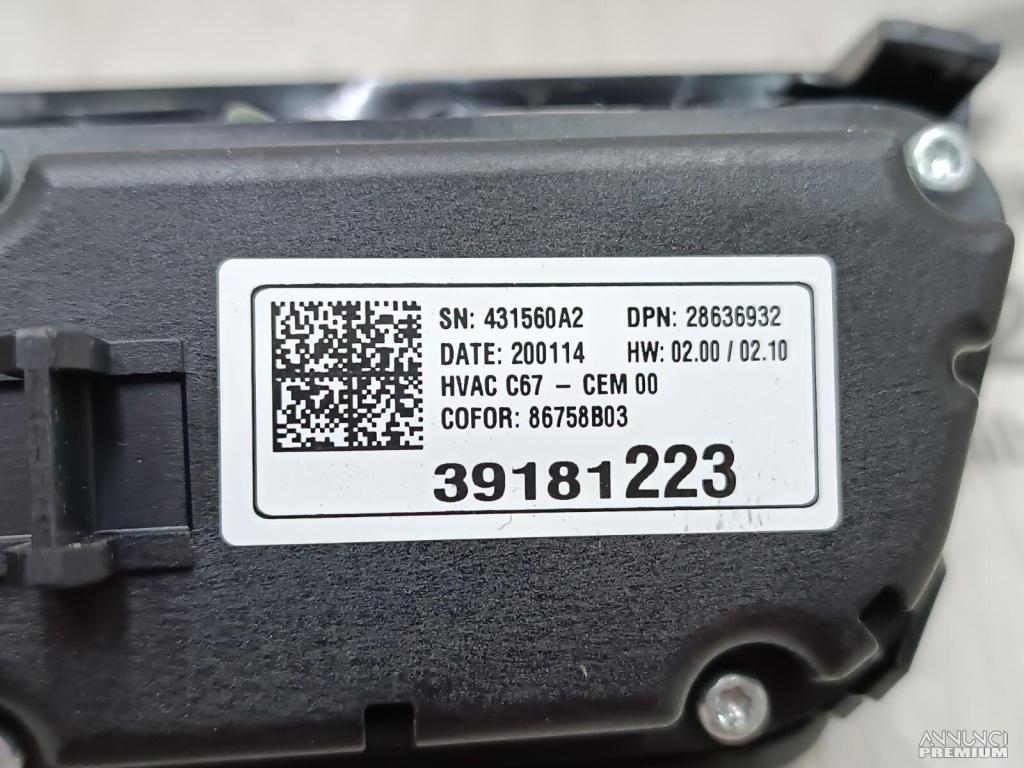 SN: 431560A2 DPN: 28636932
DATE: 200114 HW: 02.00 / 02.10
HVAC C67 – CEM 00
COFOR: 86758B03
39181223
ANNUNCI
PREMIUM